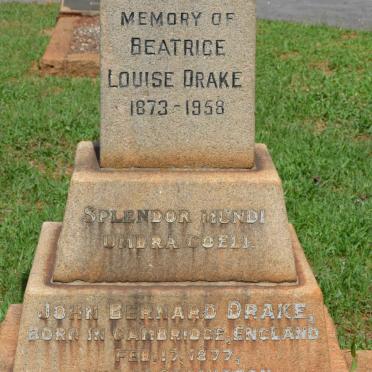 MEMORY OF
BEATRICE
LOUISE DRAKE
1873-1958
SPLENDOR MUNDI
UMBRA COELI
JOHN BERNARD DRAKE,
BORN IN CAMBRIDGE, ENGLAND
FEB. 17, 1877,